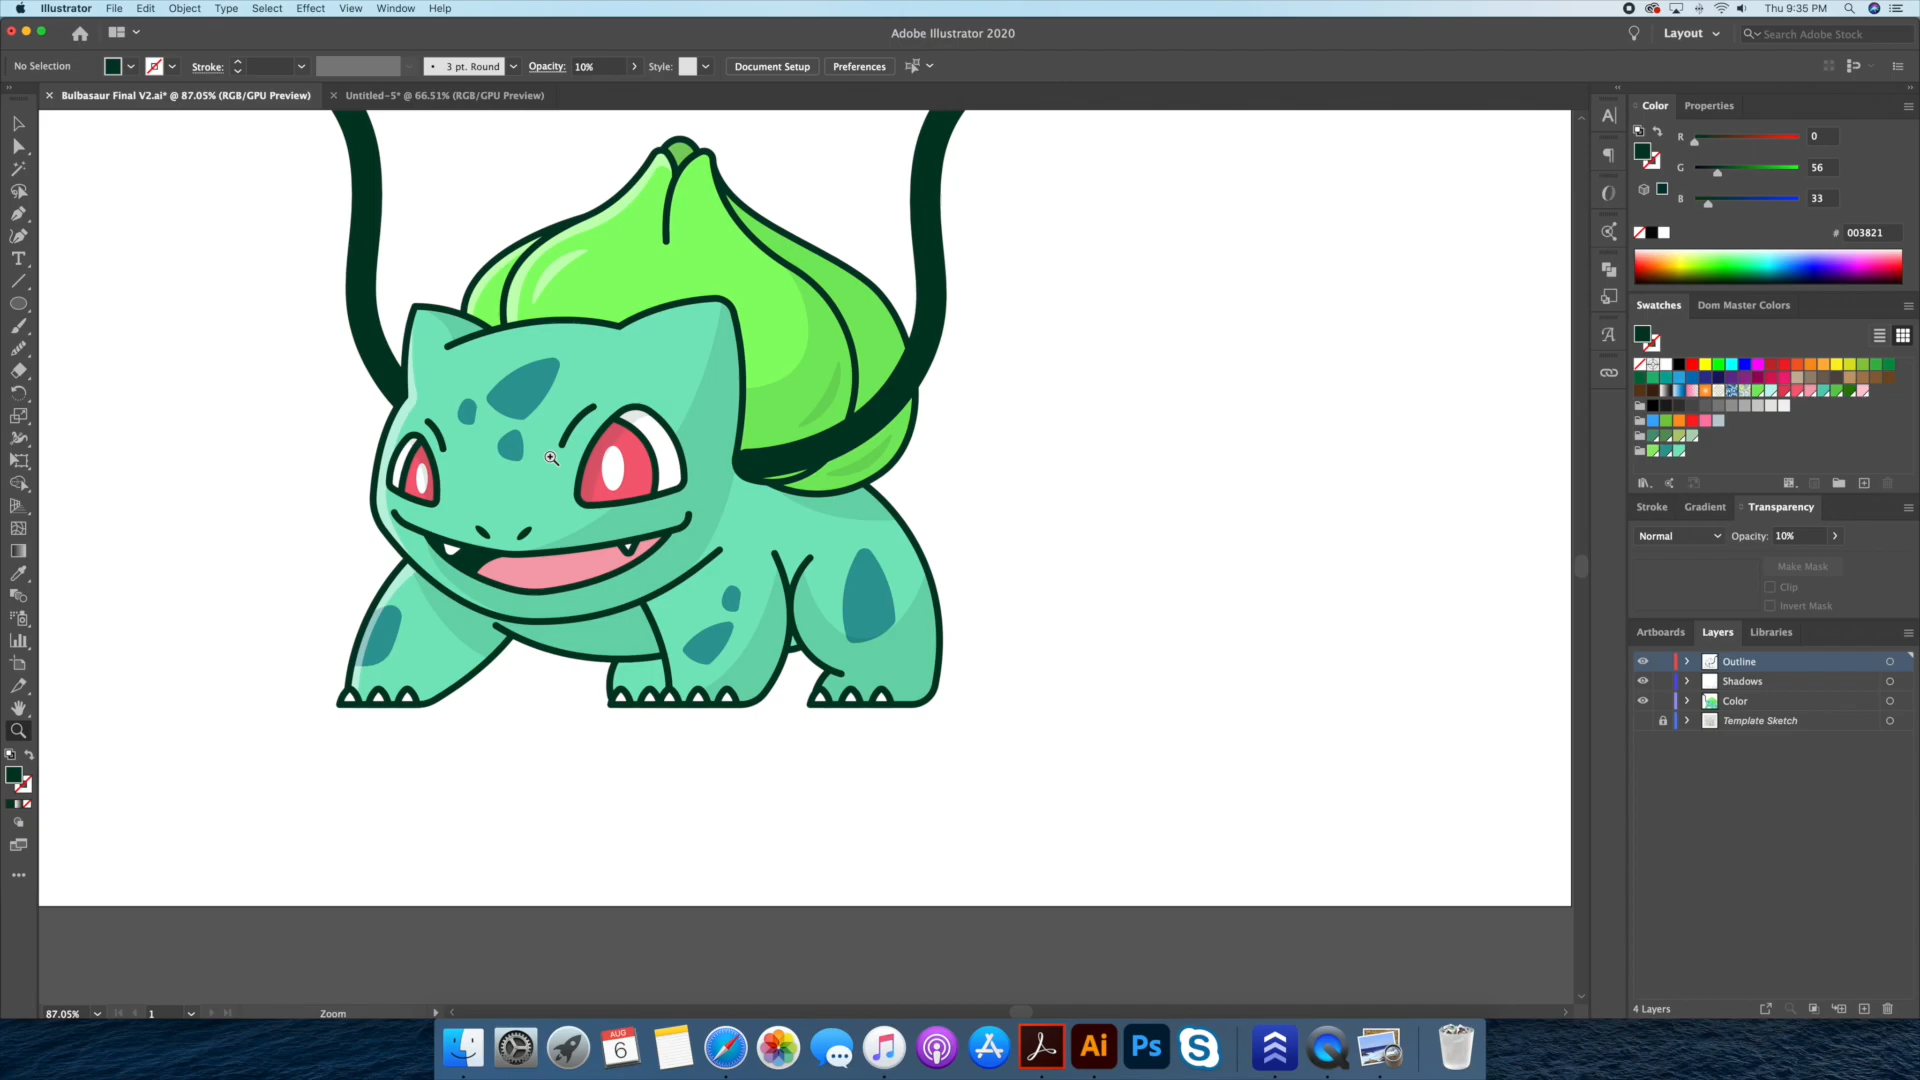 Illustrator File Edit Object Type Select Effect View Window Help
Thu 9:35 PM
Adobe Illustrator 2020
Layout
Search Adobe Stock
No Selection
Stroke:
3 pt. Round
Opacity: 10%
Style:
Document Setup
Preferences
Bulbasaur Final V2.ai* @ 87.05% (RGB/GPU Preview)
Untitled-5* @ 66.51% (RGB/GPU Preview)
Color Properties
R 0
G 56
B 33
# 003821
Swatches Dom Master Colors
Stroke Gradient Transparency
Normal Opacity: 10%
Make Mask
Clip
Invert Mask
Artboards Layers Libraries
Outline
Shadows
Color
Template Sketch
4 Layers
87.05% 1 Zoom
AUG
6
Ai
Ps